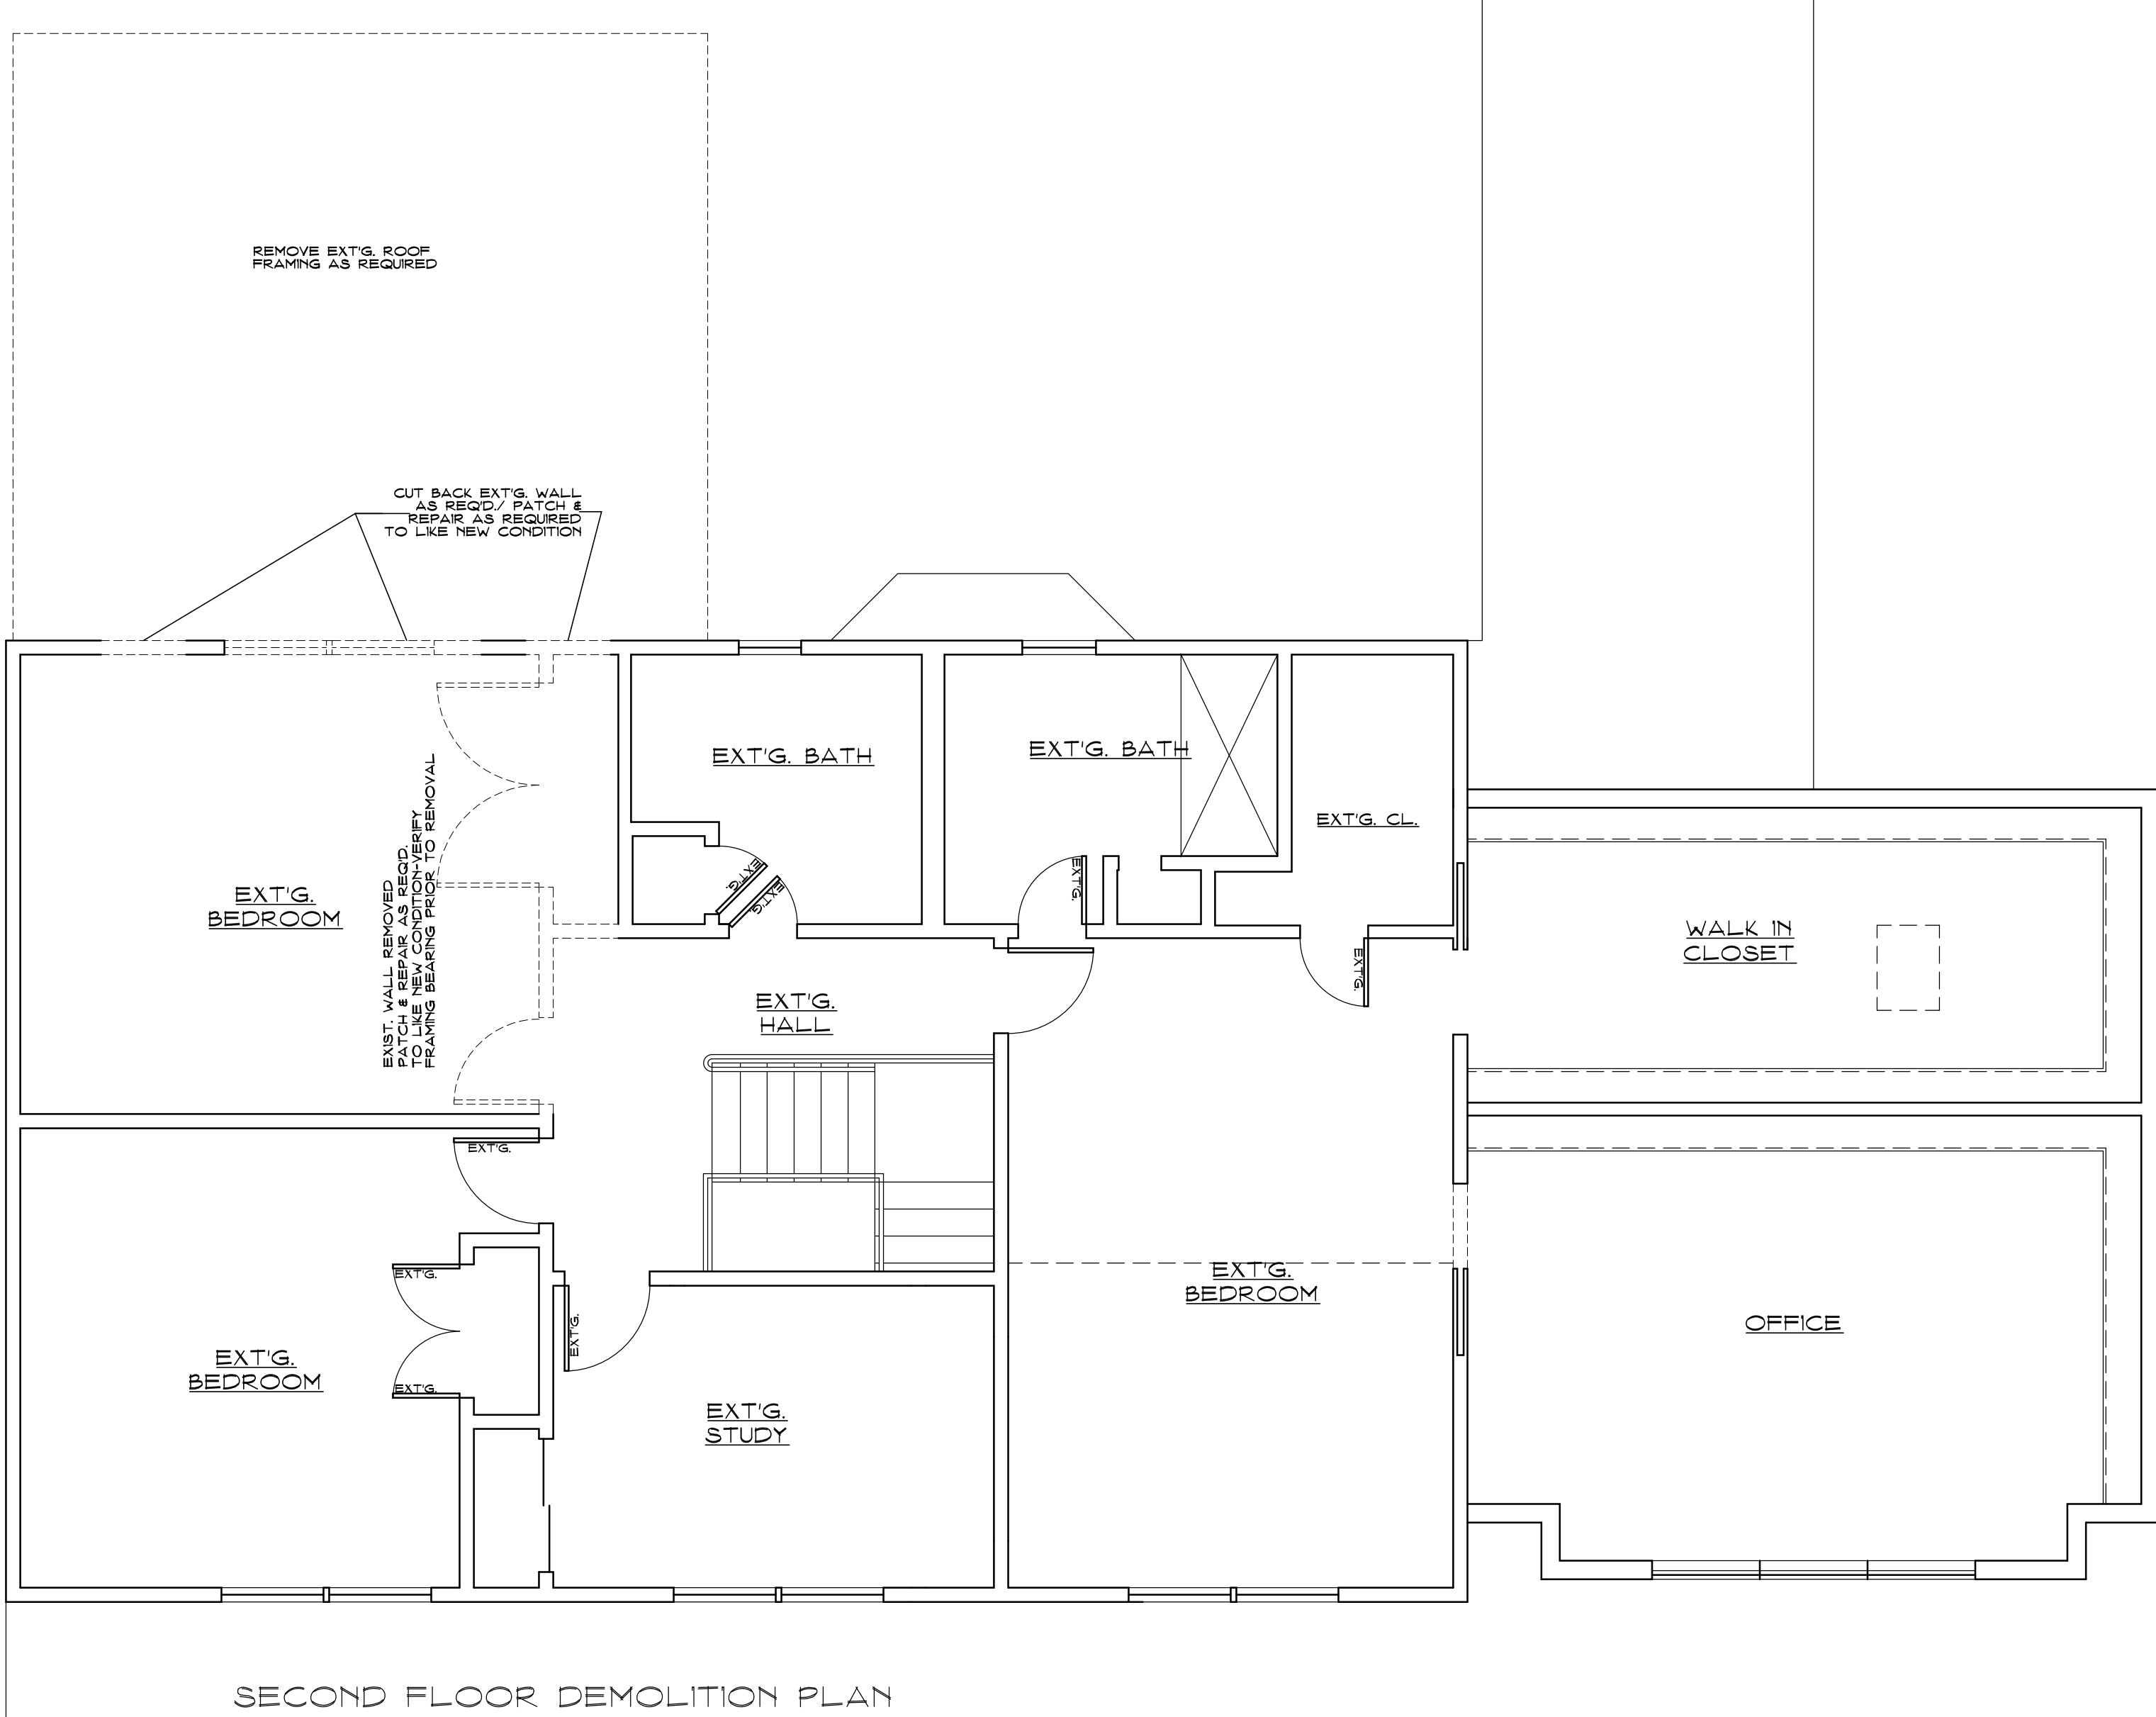 REMOVE EXT'G. ROOF
FRAMING AS REQUIRED
CUT BACK EXT'G. WALL
AS REQ'D./ PATCH &
REPAIR AS REQUIRED
TO LIKE NEW CONDITION
EXT'G. BATH
EXT'G. BATH
EXT'G. CL.
EXT'G.
EXT'G.
EXT'G.
EXT'G.
BEDROOM
EXIST. WALL REMOVED
PATCH & REPAIR AS REQ'D.
TO LIKE NEW CONDITION-VERIFY
FRAMING BEARING PRIOR TO REMOVAL
WALK IN
CLOSET
EXT'G.
EXT'G.
HALL
EXT'G.
EXT'G.
EXT'G.
BEDROOM
EXT'G.
OFFICE
EXT'G.
BEDROOM
EXT'G.
EXT'G.
STUDY
SECOND FLOOR DEMOLITION PLAN